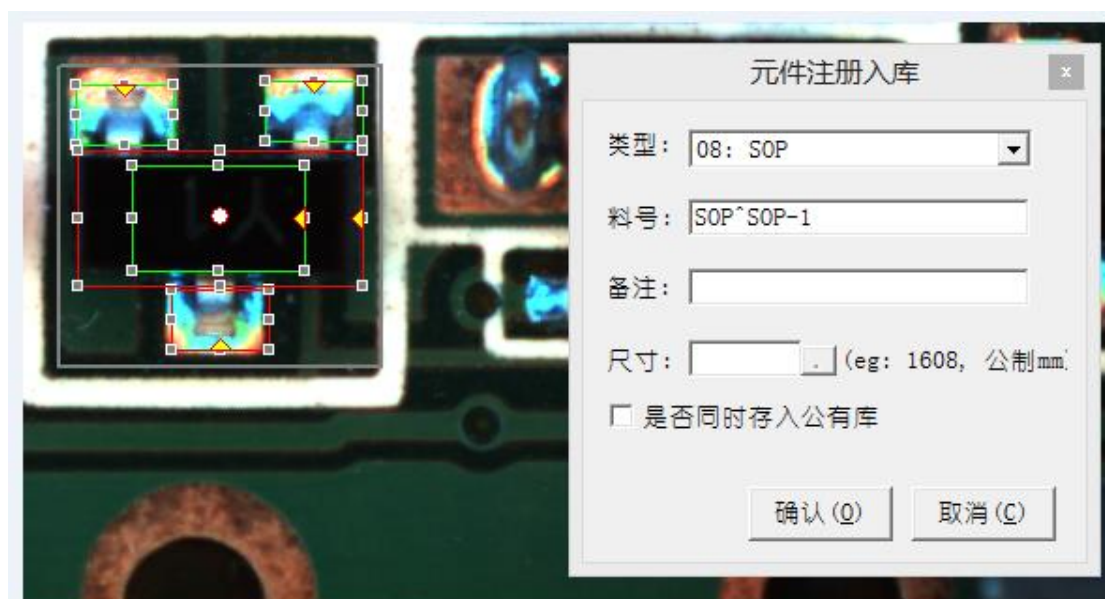 元件注册入库
x
类型: 08: SOP
料号: SOP^SOP-1
备注:
尺寸: . (eg: 1608, 公制mm)
是否同时存入公有库
确认(O) 取消(C)